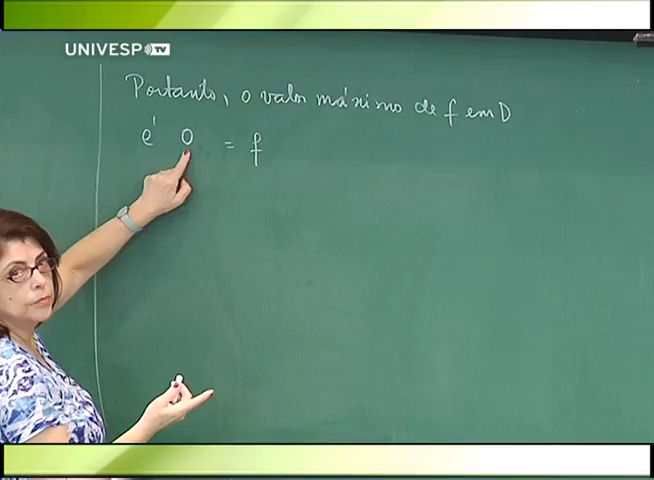 UNIVESP TV
Portanto, o valor máximo de f em D
é 0 = f